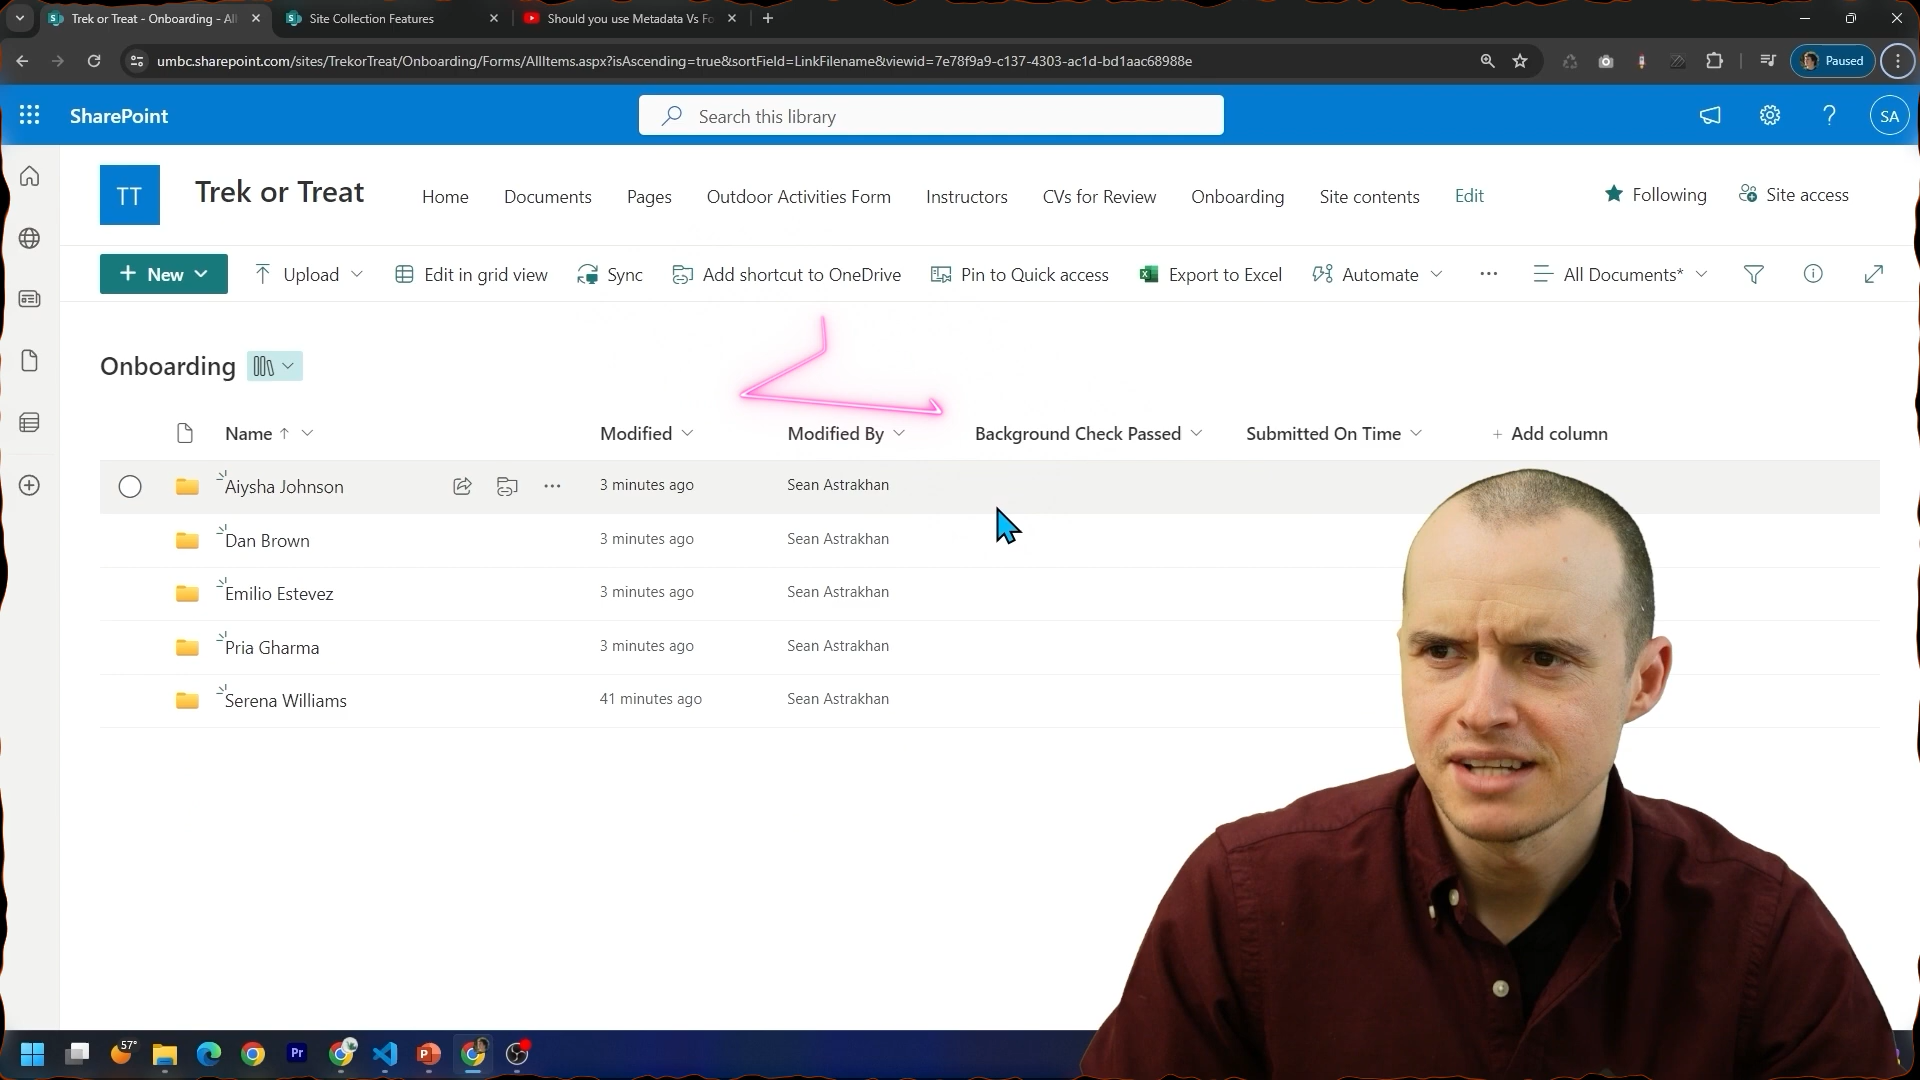 Trek or Treat - Onboarding - All
Site Collection Features
Should you use Metadata Vs Fo
umbc.sharepoint.com/sites/TrekorTreat/Onboarding/Forms/AllItems.aspx?isAscending=true&sortField=LinkFilename&viewid=7e78f9a9-c137-4303-ac1d-bd1aac68988e
Paused
SharePoint
Search this library
SA
TT
Trek or Treat
Home
Documents
Pages
Outdoor Activities Form
Instructors
CVs for Review
Onboarding
Site contents
Edit
Following
Site access
New
Upload
Edit in grid view
Sync
Add shortcut to OneDrive
Pin to Quick access
Export to Excel
Automate
All Documents*
Onboarding
Name
Modified
Modified By
Background Check Passed
Submitted On Time
Add column
Aiysha Johnson
3 minutes ago
Sean Astrakhan
Dan Brown
3 minutes ago
Sean Astrakhan
Emilio Estevez
3 minutes ago
Sean Astrakhan
Pria Gharma
3 minutes ago
Sean Astrakhan
Serena Williams
41 minutes ago
Sean Astrakhan
57°
Pr